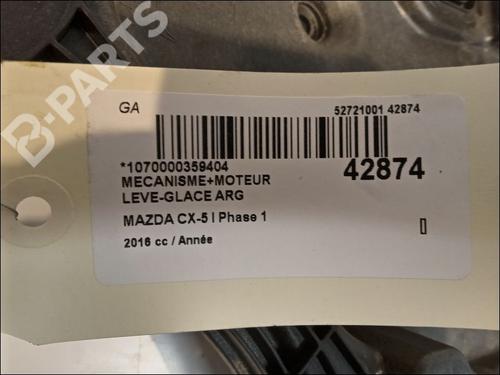 B-PARTS
GA
52721001 42874
*1070000359404
42874
MECANISME+MOTEUR
LEVE-GLACE ARG
MAZDA CX-5 I Phase 1
2016 cc / Année